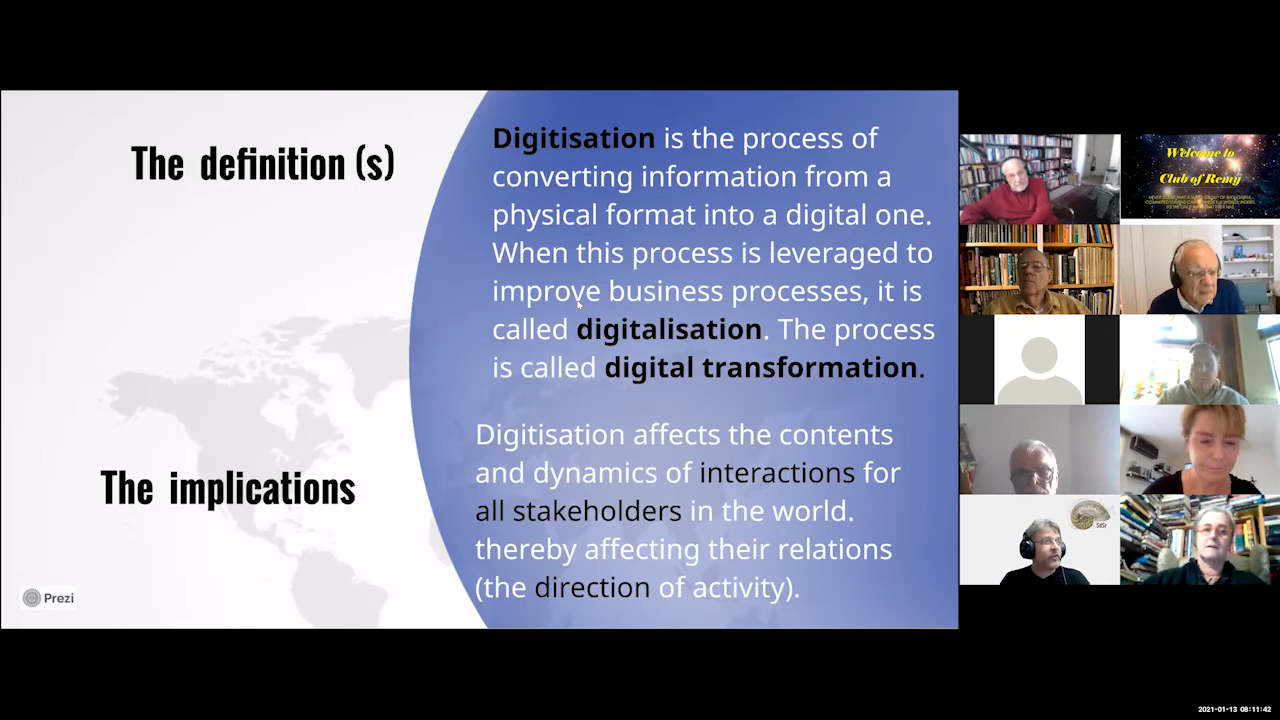 The definition (s)
Digitisation is the process of
converting information from a
physical format into a digital one.
When this process is leveraged to
improve business processes, it is
called digitalisation. The process
is called digital transformation.
The implications
Digitisation affects the contents
and dynamics of interactions for
all stakeholders in the world.
thereby affecting their relations
(the direction of activity).
Prezi
Welcome to
Club of Remy
SdSr
2021-01-13 08:11:42